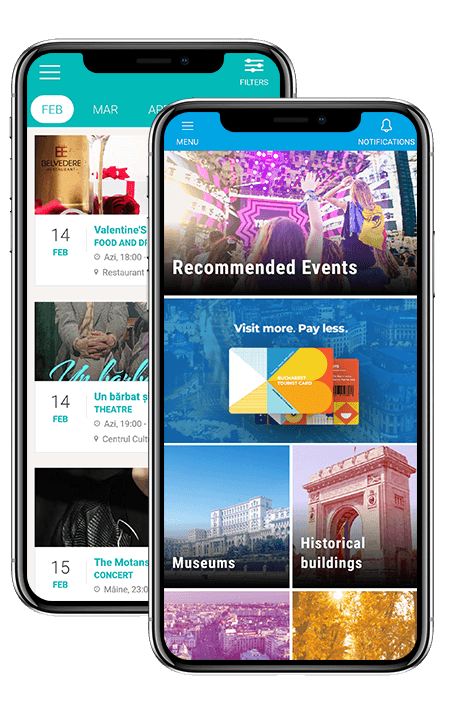 FILTERS
FEB
MAR
BELVEDERE
RESTAURANT
14
FEB
Valentine'S
FOOD AND DR
Azi, 18:00 -
Restaurant
Un bărbat ș
14
FEB
Un bărbat ș
THEATRE
Azi, 19:00 -
Centrul Cult
15
FEB
The Motans
CONCERT
Mâine, 23:0
MENU
NOTIFICATIONS
Recommended Events
Visit more. Pay less.
BUCHAREST
TOURIST CARD
Museums
Historical
buildings